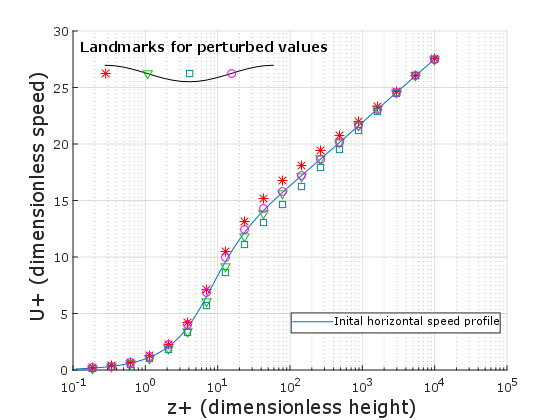 Landmarks for perturbed values
30
25
20
15
10
5
0
U+ (dimensionless speed)
Inital horizontal speed profile
10^-1 10^0 10^1 10^2 10^3 10^4 10^5
z+ (dimensionless height)